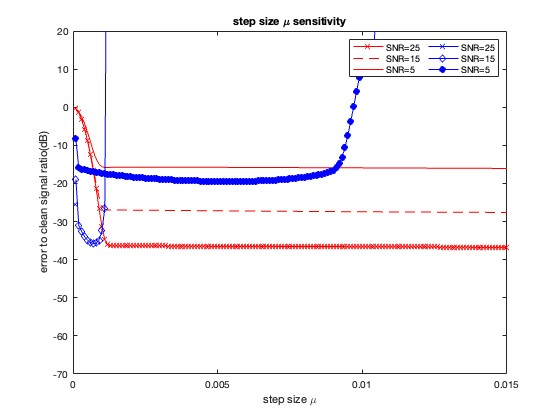 step size μ sensitivity
SNR=25 SNR=25
SNR=15 SNR=15
SNR=5 SNR=5
error to clean signal ratio(dB)
20
10
0
-10
-20
-30
-40
-50
-60
-70
0 0.005 0.01 0.015
step size μ